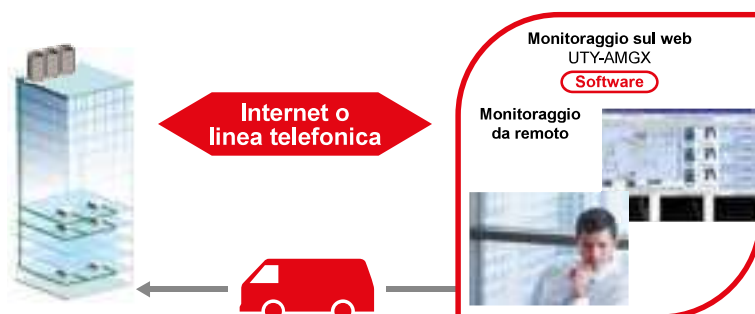 Monitoraggio sul web
UTY-AMGX
Software
Internet o
linea telefonica
Monitoraggio
da remoto